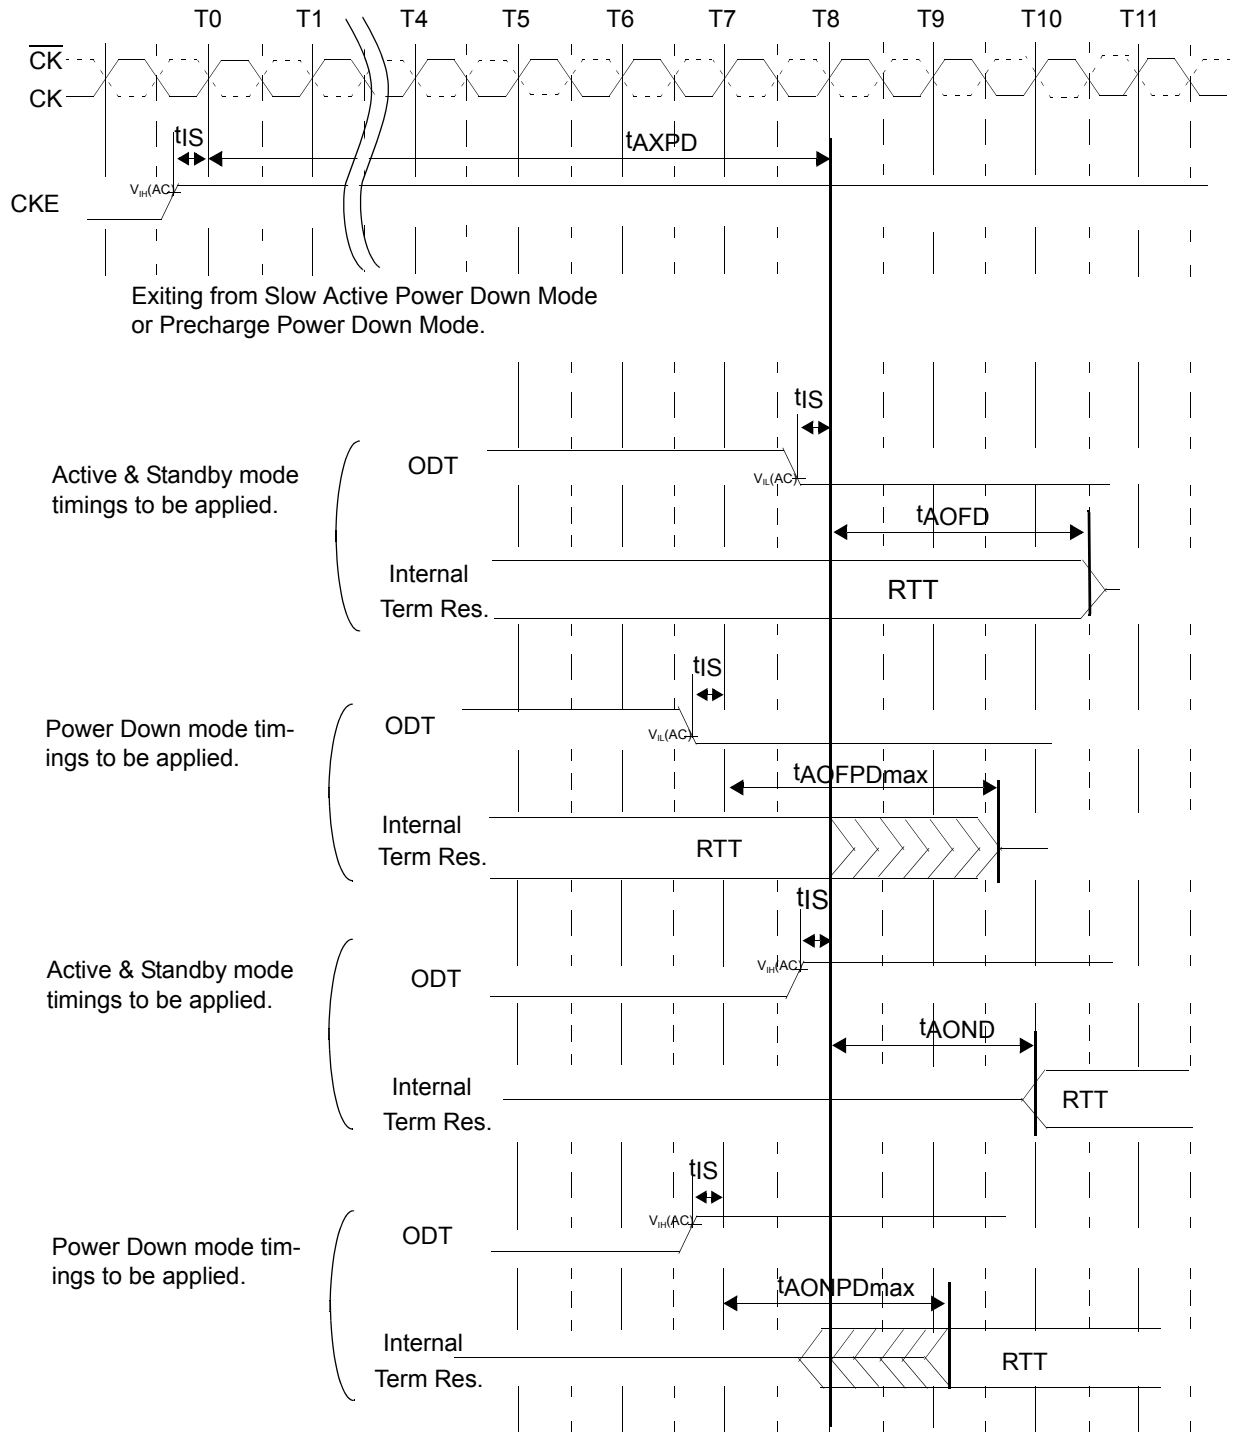 T0 T1 T4 T5 T6 T7 T8 T9 T10 T11
CK
CK
tIS
tAXPD
VIH(AC)
CKE
Exiting from Slow Active Power Down Mode
or Precharge Power Down Mode.
tIS
Active & Standby mode
timings to be applied.
ODT
VIL(AC)
tAOFD
Internal
Term Res.
RTT
tIS
Power Down mode tim-
ings to be applied.
ODT
VIL(AC)
tAOFPDmax
Internal
Term Res.
RTT
tIS
Active & Standby mode
timings to be applied.
ODT
VIH(AC)
tAOND
Internal
Term Res.
RTT
tIS
Power Down mode tim-
ings to be applied.
ODT
VIH(AC)
tAONPDmax
Internal
Term Res.
RTT